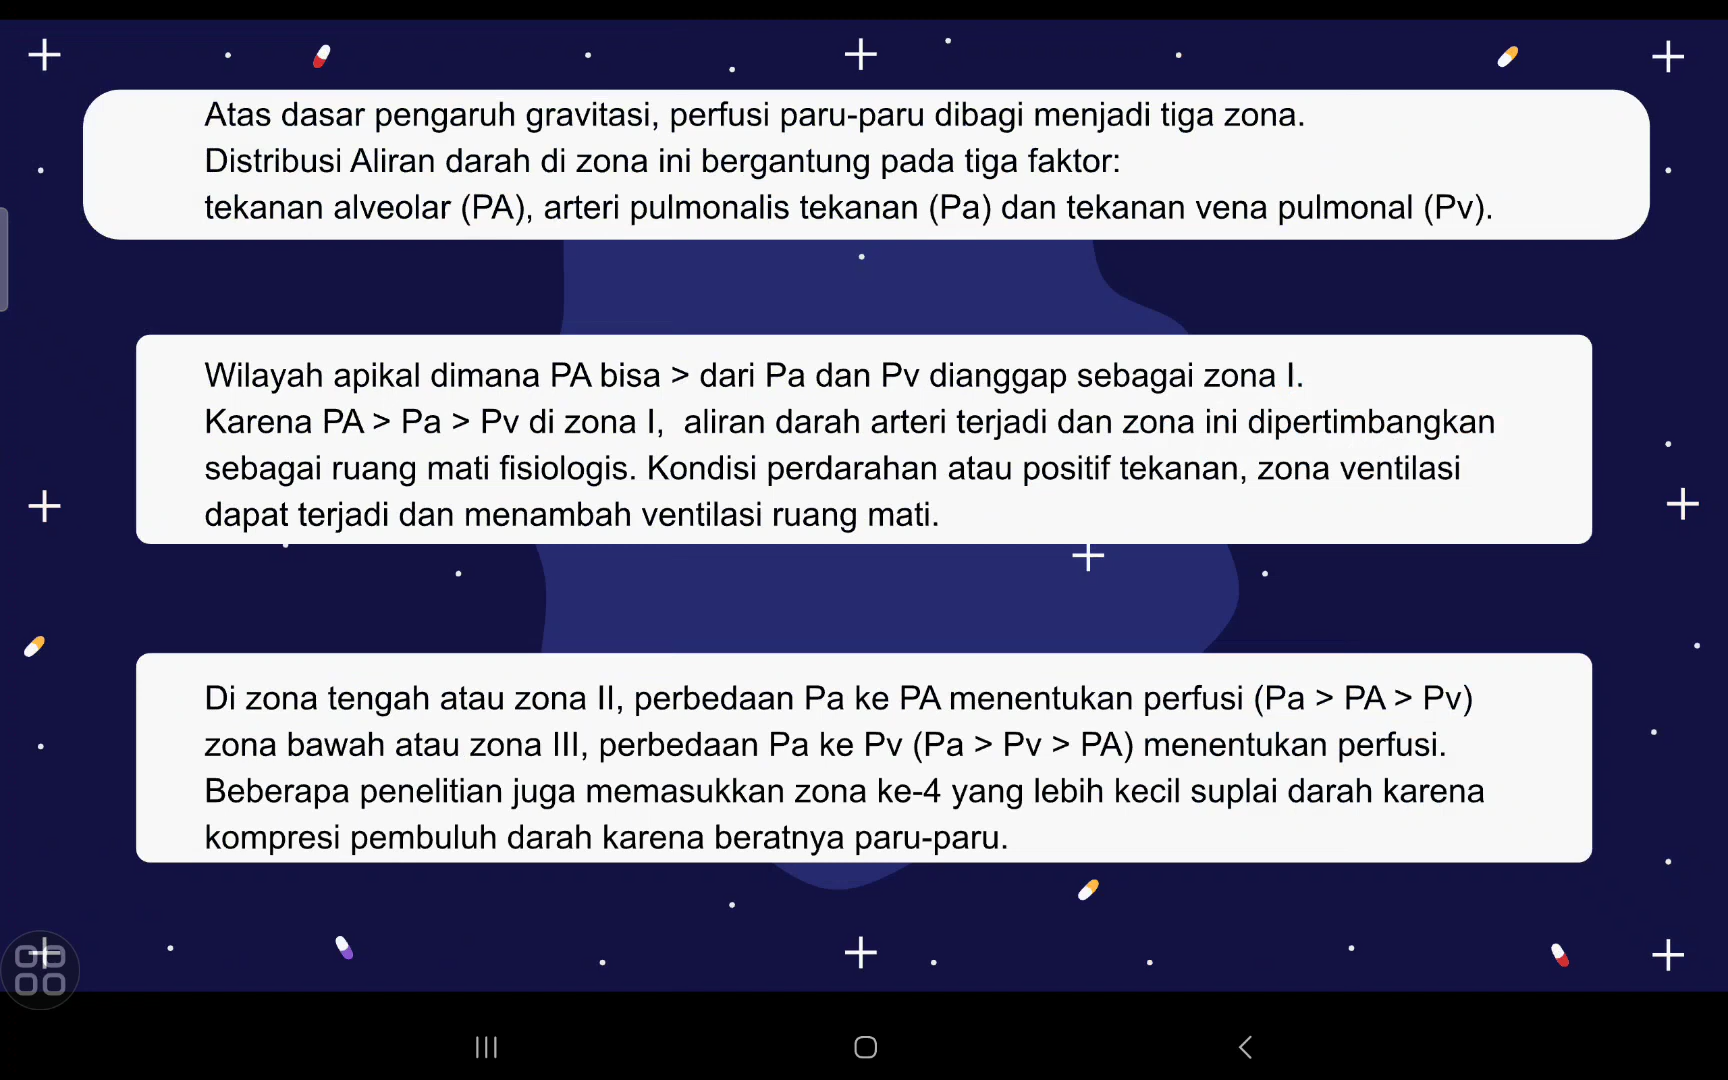 Atas dasar pengaruh gravitasi, perfusi paru-paru dibagi menjadi tiga zona.
Distribusi Aliran darah di zona ini bergantung pada tiga faktor:
tekanan alveolar (PA), arteri pulmonalis tekanan (Pa) dan tekanan vena pulmonal (Pv).
Wilayah apikal dimana PA bisa > dari Pa dan Pv dianggap sebagai zona I.
Karena PA > Pa > Pv di zona I,  aliran darah arteri terjadi dan zona ini dipertimbangkan
sebagai ruang mati fisiologis. Kondisi perdarahan atau positif tekanan, zona ventilasi
dapat terjadi dan menambah ventilasi ruang mati.
Di zona tengah atau zona II, perbedaan Pa ke PA menentukan perfusi (Pa > PA > Pv)
zona bawah atau zona III, perbedaan Pa ke Pv (Pa > Pv > PA) menentukan perfusi.
Beberapa penelitian juga memasukkan zona ke-4 yang lebih kecil suplai darah karena
kompresi pembuluh darah karena beratnya paru-paru.